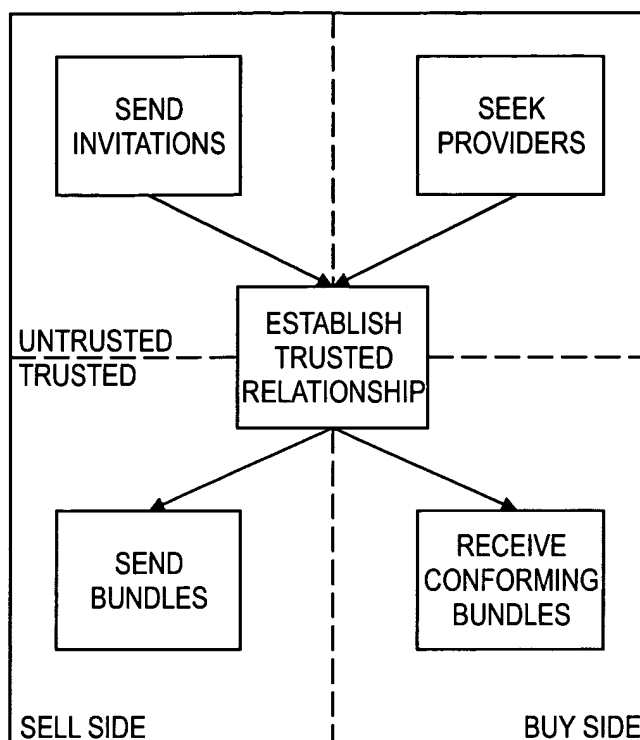 SEND
INVITATIONS
SEEK
PROVIDERS
UNTRUSTED
TRUSTED
ESTABLISH
TRUSTED
RELATIONSHIP
SEND
BUNDLES
RECEIVE
CONFORMING
BUNDLES
SELL SIDE
BUY SIDE